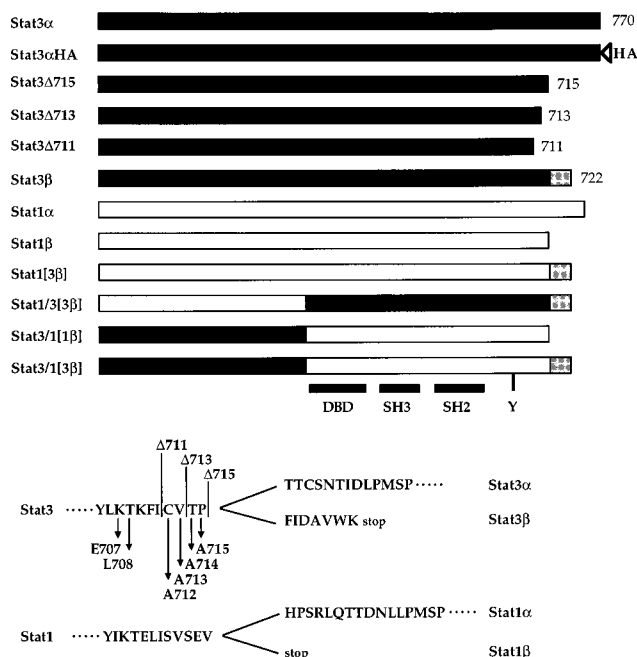 Stat3α 770
Stat3αHA HA
Stat3Δ715 715
Stat3Δ713 713
Stat3Δ711 711
Stat3β 722
Stat1α
Stat1β
Stat1[3β]
Stat1/3[3β]
Stat3/1[1β]
Stat3/1[3β]
DBD SH3 SH2 Y
Δ711
Δ713
Δ715
TTCSNTIDLPMSP ····· Stat3α
Stat3 ····· YLKTKFICVTP
FIDAVWK stop Stat3β
E707 A715
L708 A714
A713
A712
HPSRLQTTDNLLPMSP ····· Stat1α
Stat1 ····· YIKTELISVSEV
stop Stat1β